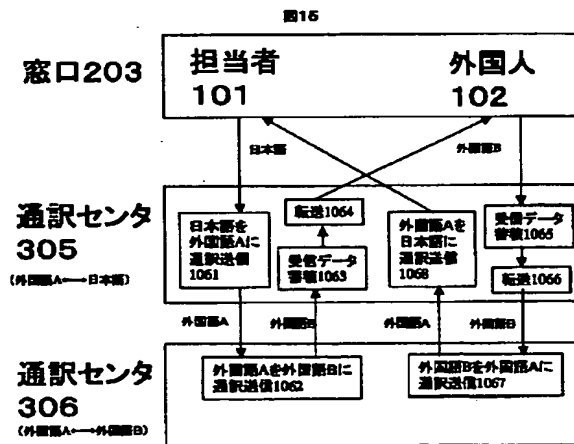 図15
窓口203
担当者
101
外国人
102
日本語
外国語B
通訳センタ
305
(外国語A←→日本語)
日本語を
外国語Aに
通訳送信
1061
転送1064
受信データ
蓄積1063
外国語Aを
日本語に
通訳送信
1068
受信データ
蓄積1065
転送1066
外国語A
外国語B
外国語A
外国語B
通訳センタ
306
(外国語A←→外国語B)
外国語Aを外国語Bに
通訳送信1062
外国語Bを外国語Aに
通訳送信1067